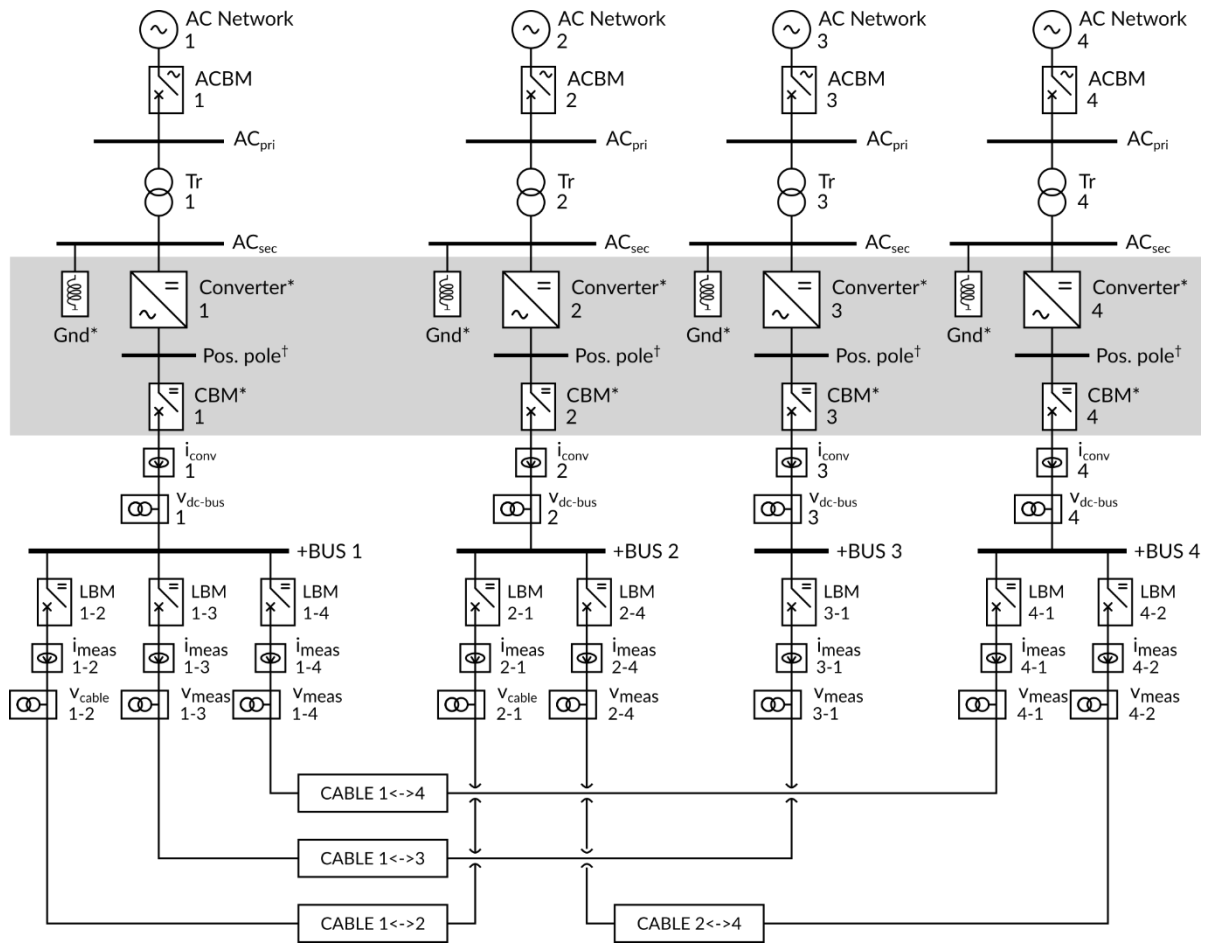 AC Network
1
AC Network
2
AC Network
3
AC Network
4
ACBM
1
ACBM
2
ACBM
3
ACBM
4
ACpri
ACpri
ACpri
ACpri
Tr
1
Tr
2
Tr
3
Tr
4
ACsec
ACsec
ACsec
ACsec
Converter*
1
Converter*
2
Converter*
3
Converter*
4
Gnd*
Gnd*
Gnd*
Gnd*
Pos. pole†
Pos. pole†
Pos. pole†
Pos. pole†
CBM*
1
CBM*
2
CBM*
3
CBM*
4
iconv
1
iconv
2
iconv
3
iconv
4
vdc-bus
1
vdc-bus
2
vdc-bus
3
vdc-bus
4
+BUS 1
+BUS 2
+BUS 3
+BUS 4
LBM
1-2
LBM
1-3
LBM
1-4
LBM
2-1
LBM
2-4
LBM
3-1
LBM
4-1
LBM
4-2
imeas
1-2
imeas
1-3
imeas
1-4
imeas
2-1
imeas
2-4
imeas
3-1
imeas
4-1
imeas
4-2
vcable
1-2
vmeas
1-3
vmeas
1-4
vcable
2-1
vmeas
2-4
vmeas
3-1
vmeas
4-1
vmeas
4-2
CABLE 1<->4
CABLE 1<->3
CABLE 1<->2
CABLE 2<->4